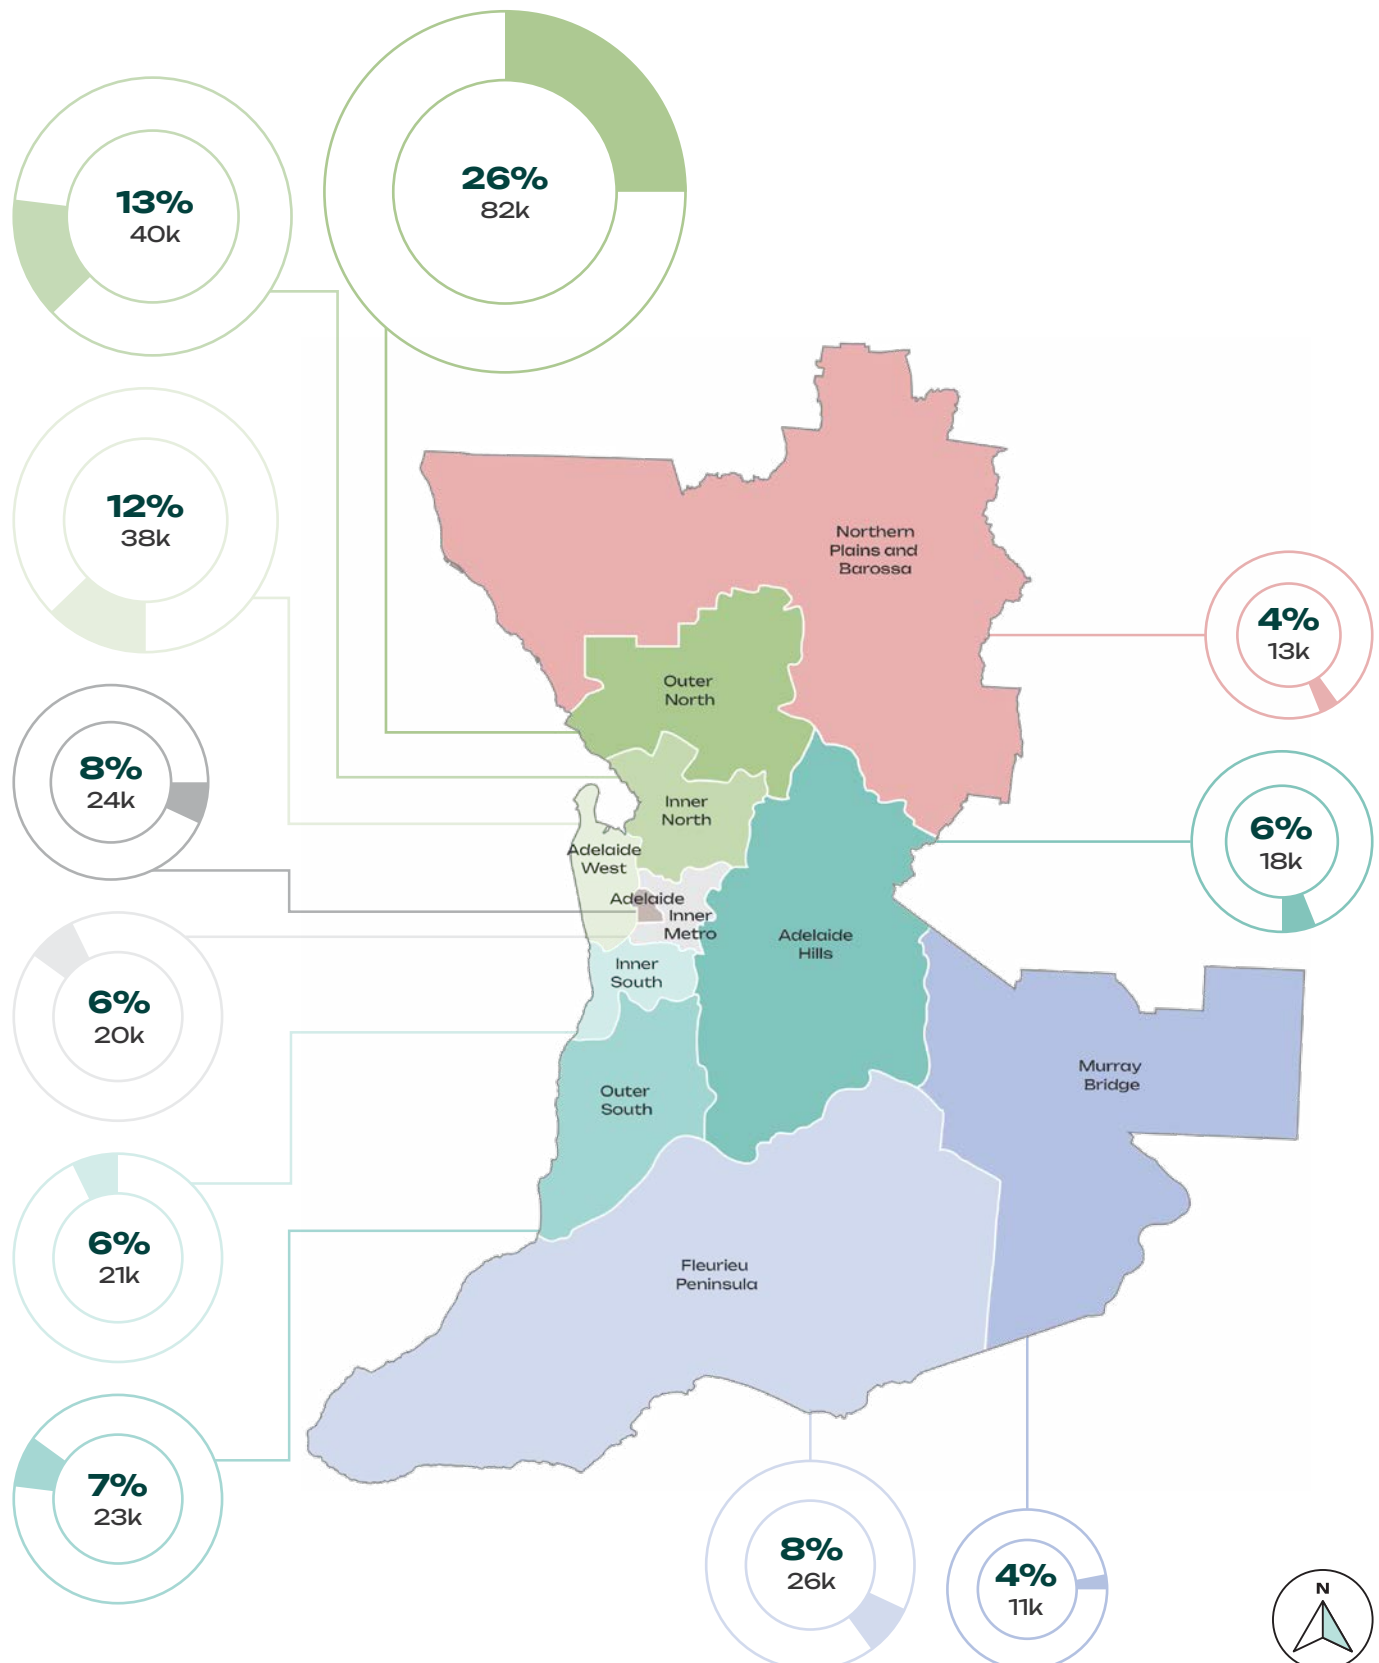 26%
82k
13%
40k
12%
38k
8%
24k
6%
20k
6%
21k
7%
23k
Northern
Plains and
Barossa
4%
13k
Outer
North
Inner
North
6%
18k
Adelaide
West
Adelaide
Inner
Metro
Adelaide
Hills
Inner
South
Outer
South
Murray
Bridge
Fleurieu
Peninsula
8%
26k
4%
11k
N